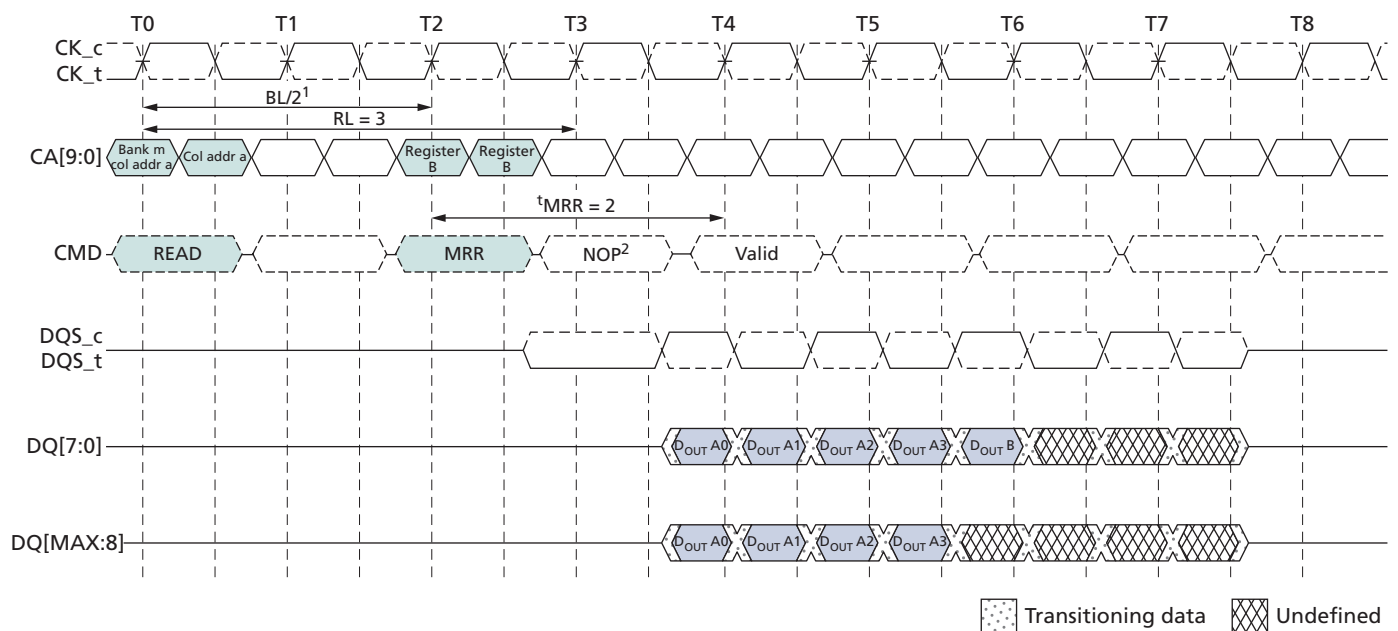 T0 T1 T2 T3 T4 T5 T6 T7 T8
CK_c
CK_t
BL/2¹
RL = 3
CA[9:0]
Bank m
col addr a
Col addr a
Register
B
Register
B
ᵗMRR = 2
CMD READ MRR NOP² Valid
DQS_c
DQS_t
DQ[7:0] DOUT A0 DOUT A1 DOUT A2 DOUT A3 DOUT B
DQ[MAX:8] DOUT A0 DOUT A1 DOUT A2 DOUT A3
Transitioning data Undefined